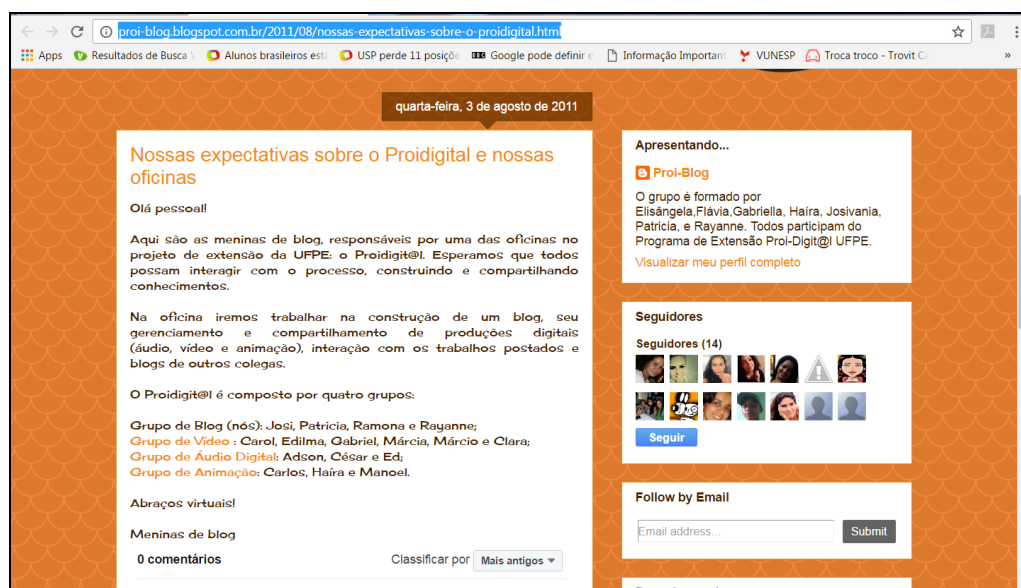 proi-blog.blogspot.com.br/2011/08/nossas-expectativas-sobre-o-proidigital.html
Apps Resultados de Busca Alunos brasileiros est USP perde 11 posiçõe Google pode definir e Informação Importan VUNESP Troca troco - Trovit C »
quarta-feira, 3 de agosto de 2011
Nossas expectativas sobre o Proidigital e nossas
oficinas
Olá pessoal!
Aqui são as meninas de blog, responsáveis por uma das oficinas no
projeto de extensão da UFPE: o Proidigit@l. Esperamos que todos
possam interagir com o processo, construindo e compartilhando
conhecimentos.
Na oficina iremos trabalhar na construção de um blog, seu
gerenciamento e compartilhamento de produções digitais
(áudio, vídeo e animação), interação com os trabalhos postados e
blogs de outros colegas.
O Proidigit@l é composto por quatro grupos:
Grupo de Blog (nós): Josi, Patricia, Ramona e Rayanne;
Grupo de Vídeo : Carol, Edilma, Gabriel, Márcia, Márcio e Clara;
Grupo de Áudio Digital: Adson, César e Ed;
Grupo de Animação: Carlos, Haíra e Manoel.
Abraços virtuais!
Meninas de blog
0 comentários Classificar por Mais antigos
Apresentando...
Proi-Blog
O grupo é formado por
Elisângela,Flávia,Gabriella, Haíra, Josivania,
Patricia, e Rayanne. Todos participam do
Programa de Extensão Proi-Digit@l UFPE.
Visualizar meu perfil completo
Seguidores
Seguidores (14)
Seguir
Follow by Email
Email address...
Submit